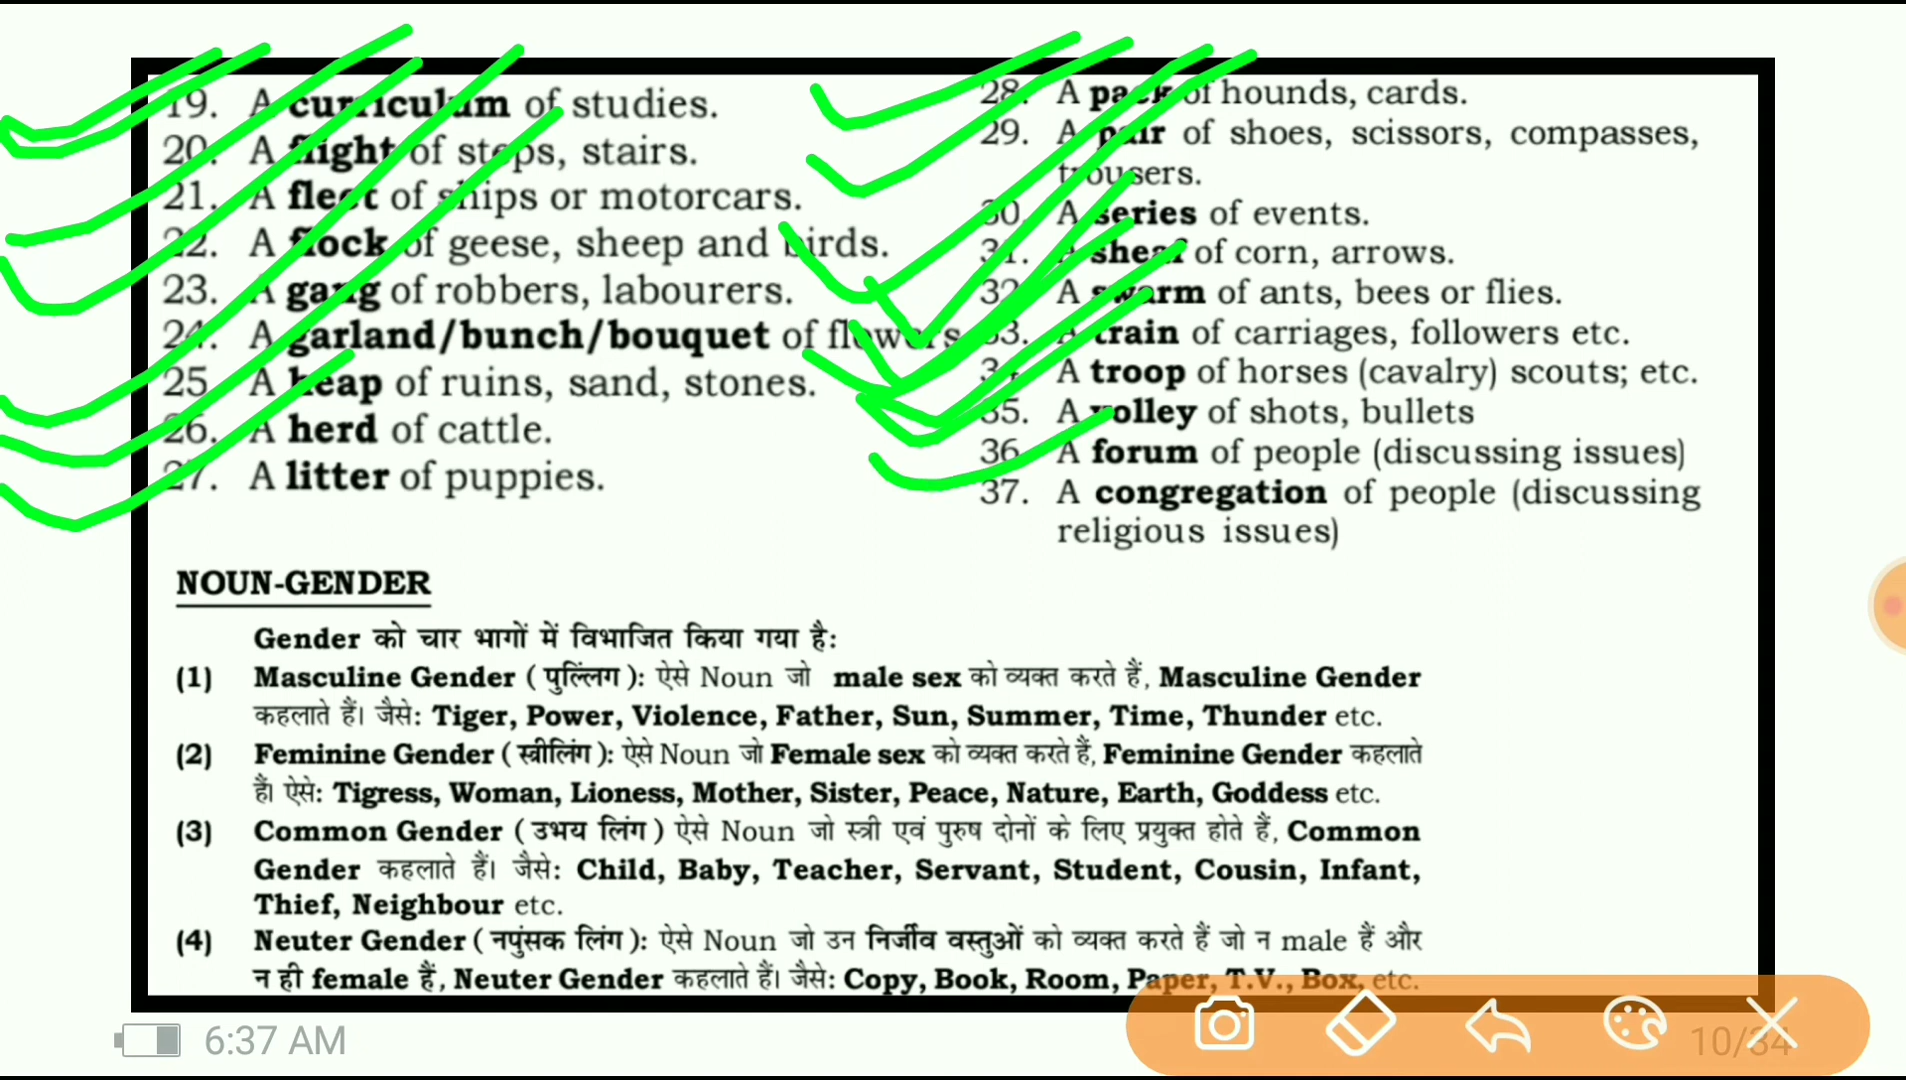 19. A curriculum of studies.
20. A flight of steps, stairs.
21. A fleet of ships or motorcars.
22. A flock of geese, sheep and birds.
23. A gang of robbers, labourers.
24. A garland/bunch/bouquet of flowers
25 A heap of ruins, sand, stones.
26. A herd of cattle.
27. A litter of puppies.
28. A pack of hounds, cards.
29. A pair of shoes, scissors, compasses,
trousers.
30. A series of events.
31. A sheaf of corn, arrows.
32 A swarm of ants, bees or flies.
33. A train of carriages, followers etc.
34 A troop of horses (cavalry) scouts; etc.
35. A volley of shots, bullets
36 A forum of people (discussing issues)
37. A congregation of people (discussing
religious issues)
NOUN-GENDER
Gender को चार भागों में विभाजित किया गया है:
(1) Masculine Gender ( पुल्लिंग ): ऐसे Noun जो male sex को व्यक्त करते हैं, Masculine Gender
कहलाते हैं। जैसे: Tiger, Power, Violence, Father, Sun, Summer, Time, Thunder etc.
(2) Feminine Gender ( स्त्रीलिंग ): ऐसे Noun जो Female sex को व्यक्त करते हैं, Feminine Gender कहलाते
हैं। ऐसे: Tigress, Woman, Lioness, Mother, Sister, Peace, Nature, Earth, Goddess etc.
(3) Common Gender ( उभय लिंग ) ऐसे Noun जो स्त्री एवं पुरुष दोनों के लिए प्रयुक्त होते हैं, Common
Gender कहलाते हैं। जैसे: Child, Baby, Teacher, Servant, Student, Cousin, Infant,
Thief, Neighbour etc.
(4) Neuter Gender ( नपुंसक लिंग ): ऐसे Noun जो उन निर्जीव वस्तुओं को व्यक्त करते हैं जो न male हैं और
न ही female हैं, Neuter Gender कहलाते हैं। जैसे: Copy, Book, Room, Paper, T.V., Box, etc.
6:37 AM
10/34